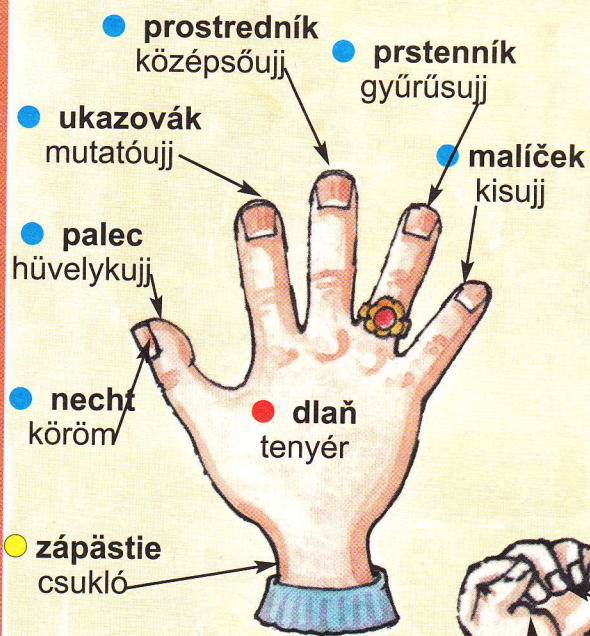 prostredník
középsőujj
prstenník
gyűrűsujj
ukazovák
mutatóujj
malíček
kisujj
palec
hüvelykujj
necht
köröm
dlaň
tenyér
zápästie
csukló